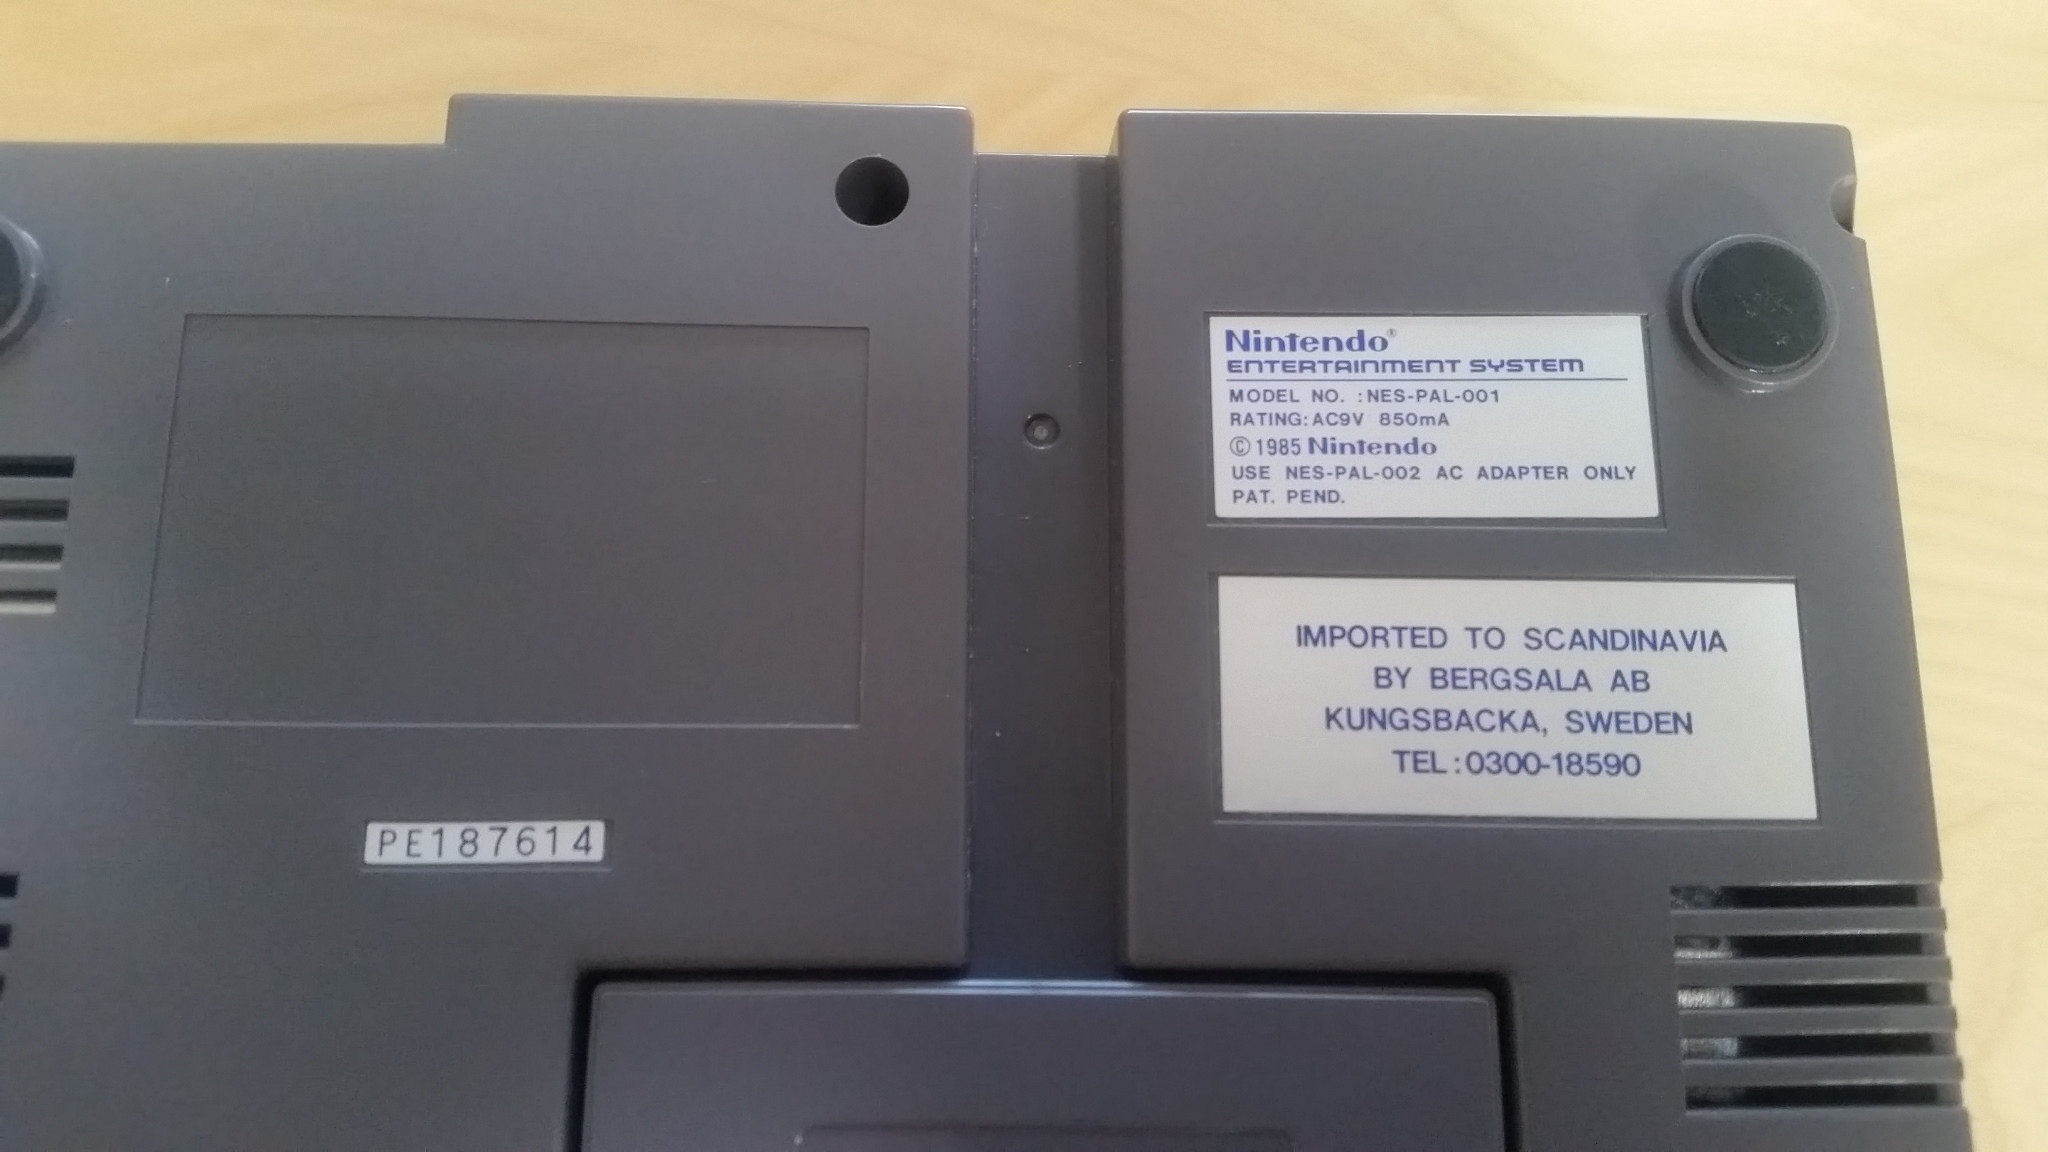 Nintendo®
ENTERTAINMENT SYSTEM
MODEL NO. :NES-PAL-001
RATING:AC9V 850mA
©1985 Nintendo
USE NES-PAL-002 AC ADAPTER ONLY
PAT. PEND.
IMPORTED TO SCANDINAVIA
BY BERGSALA AB
KUNGSBACKA, SWEDEN
TEL:0300-18590
PE187614